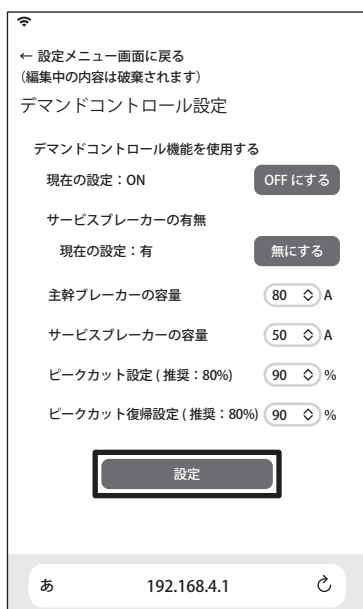 ← 設定メニュー画面に戻る
（編集中の内容は破棄されます）
デマンドコントロール設定
デマンドコントロール機能を使用する
現在の設定：ON
OFF にする
サービスブレーカーの有無
現在の設定：有
無にする
主幹ブレーカーの容量 80 A
サービスブレーカーの容量 50 A
ピークカット設定 ( 推奨：80%) 90 %
ピークカット復帰設定 ( 推奨：80%) 90 %
設定
あ 192.168.4.1